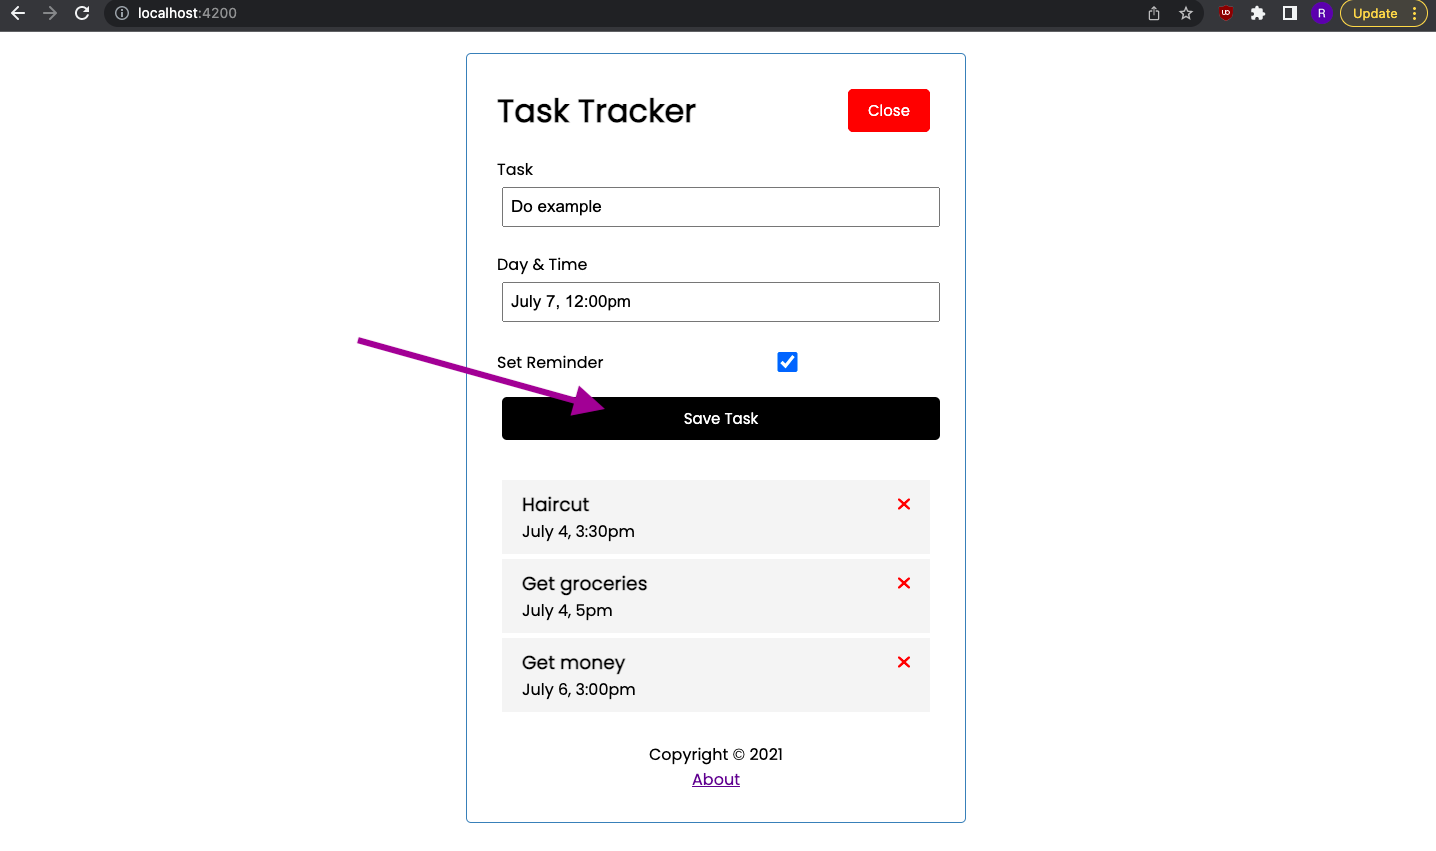 localhost:4200
R
Update
Task Tracker
Close
Task
Do example
Day & Time
July 7, 12:00pm
Set Reminder
Save Task
Haircut
July 4, 3:30pm
Get groceries
July 4, 5pm
Get money
July 6, 3:00pm
Copyright © 2021
About